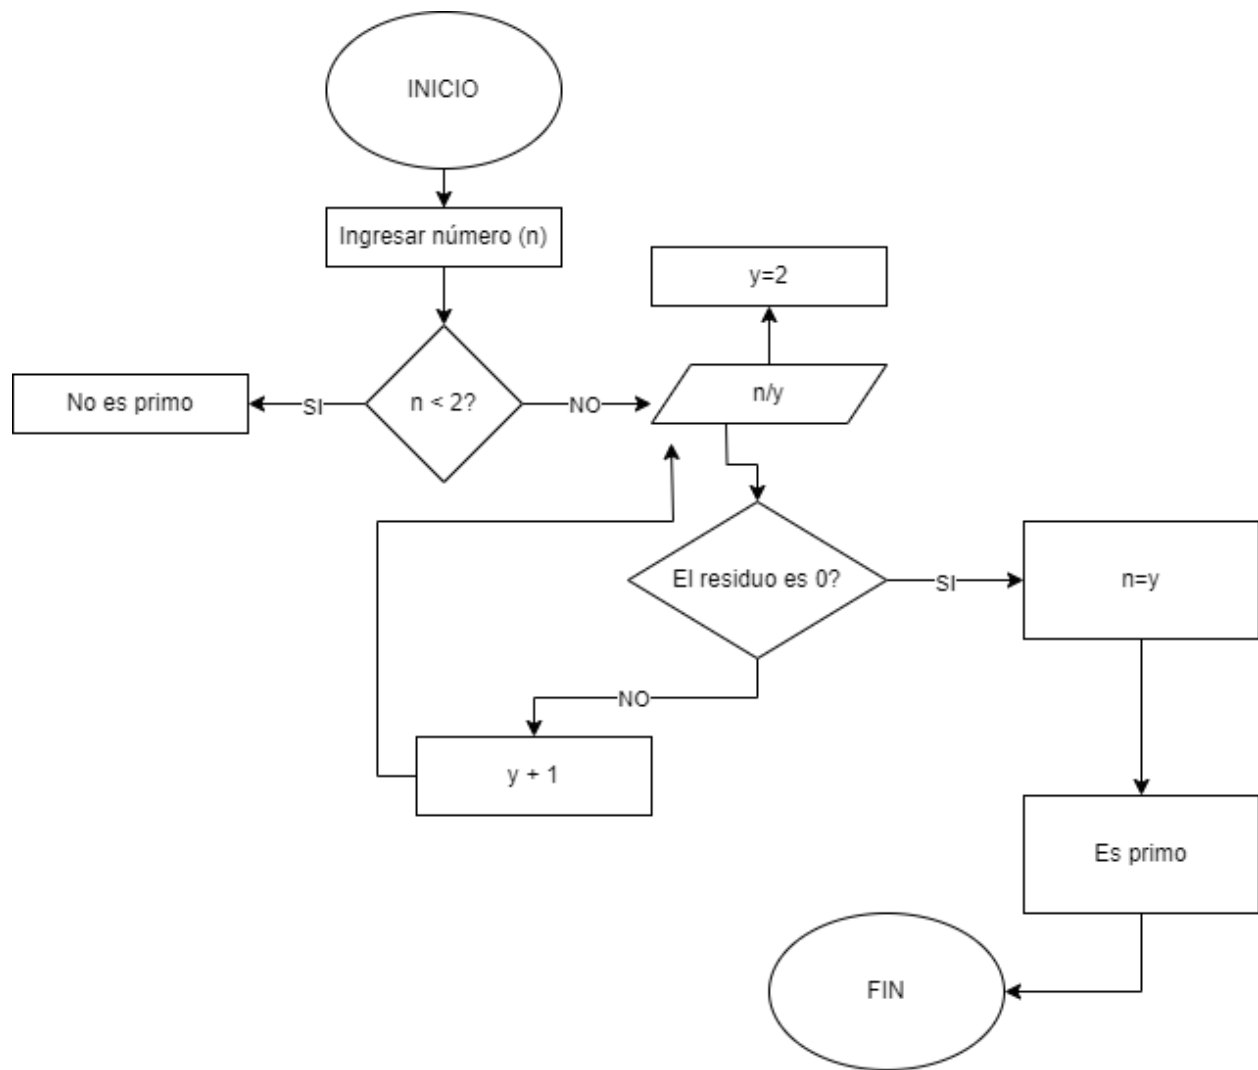 INICIO
Ingresar número (n)
y=2
n/y
n < 2?
No es primo
SI
NO
El residuo es 0?
SI
n=y
NO
y + 1
Es primo
FIN